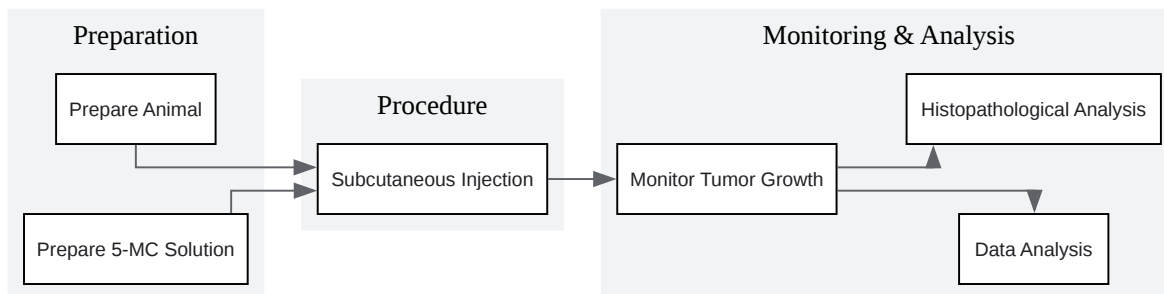 Preparation
Prepare Animal
Prepare 5-MC Solution
Procedure
Subcutaneous Injection
Monitoring & Analysis
Monitor Tumor Growth
Histopathological Analysis
Data Analysis